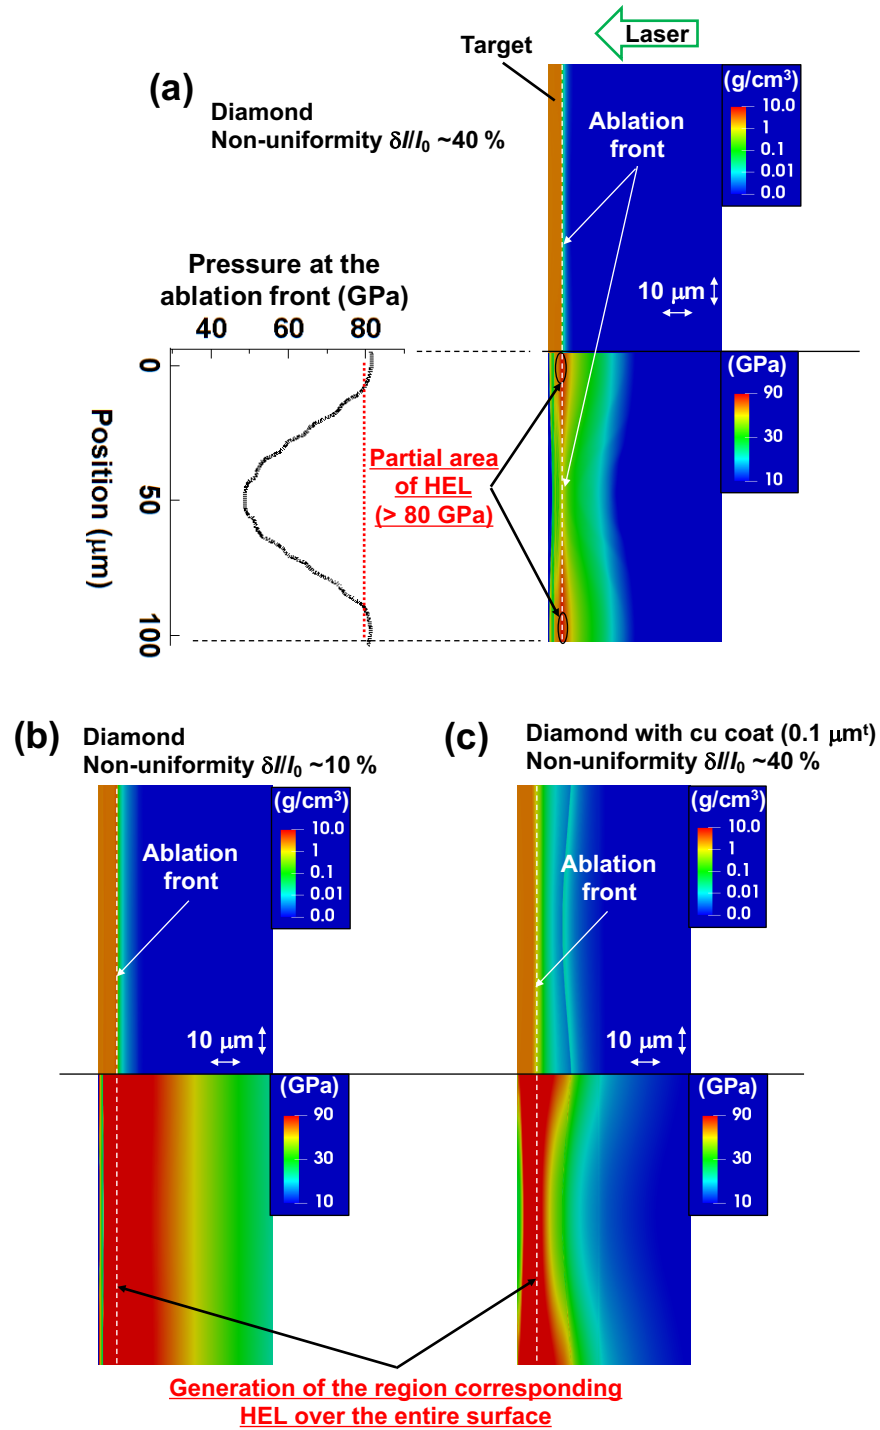 Laser
Target
(a)
Diamond
Non-uniformity δI/I0 ~40 %
(g/cm3)
10.0
1
0.1
0.01
0.0
Ablation
front
10 μm
Pressure at the
ablation front (GPa)
40 60 80
0
50
100
Position (μm)
Partial area
of HEL
(> 80 GPa)
(GPa)
90
30
10
(b)
Diamond
Non-uniformity δI/I0 ~10 %
(g/cm3)
10.0
1
0.1
0.01
0.0
Ablation
front
10 μm
(GPa)
90
30
10
(c)
Diamond with cu coat (0.1 μmt)
Non-uniformity δI/I0 ~40 %
(g/cm3)
10.0
1
0.1
0.01
0.0
Ablation
front
10 μm
(GPa)
90
30
10
Generation of the region corresponding
HEL over the entire surface